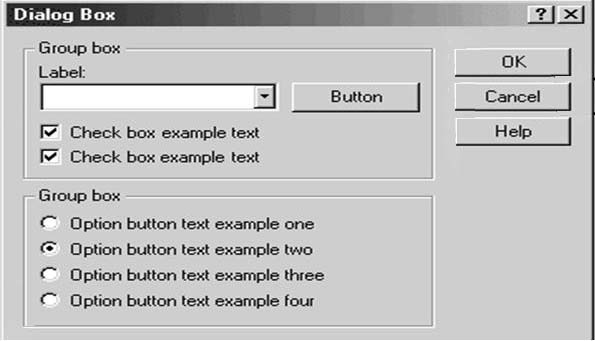 Dialog Box
Group box
Label:
Button
Check box example text
Check box example text
Group box
Option button text example one
Option button text example two
Option button text example three
Option button text example four
OK
Cancel
Help